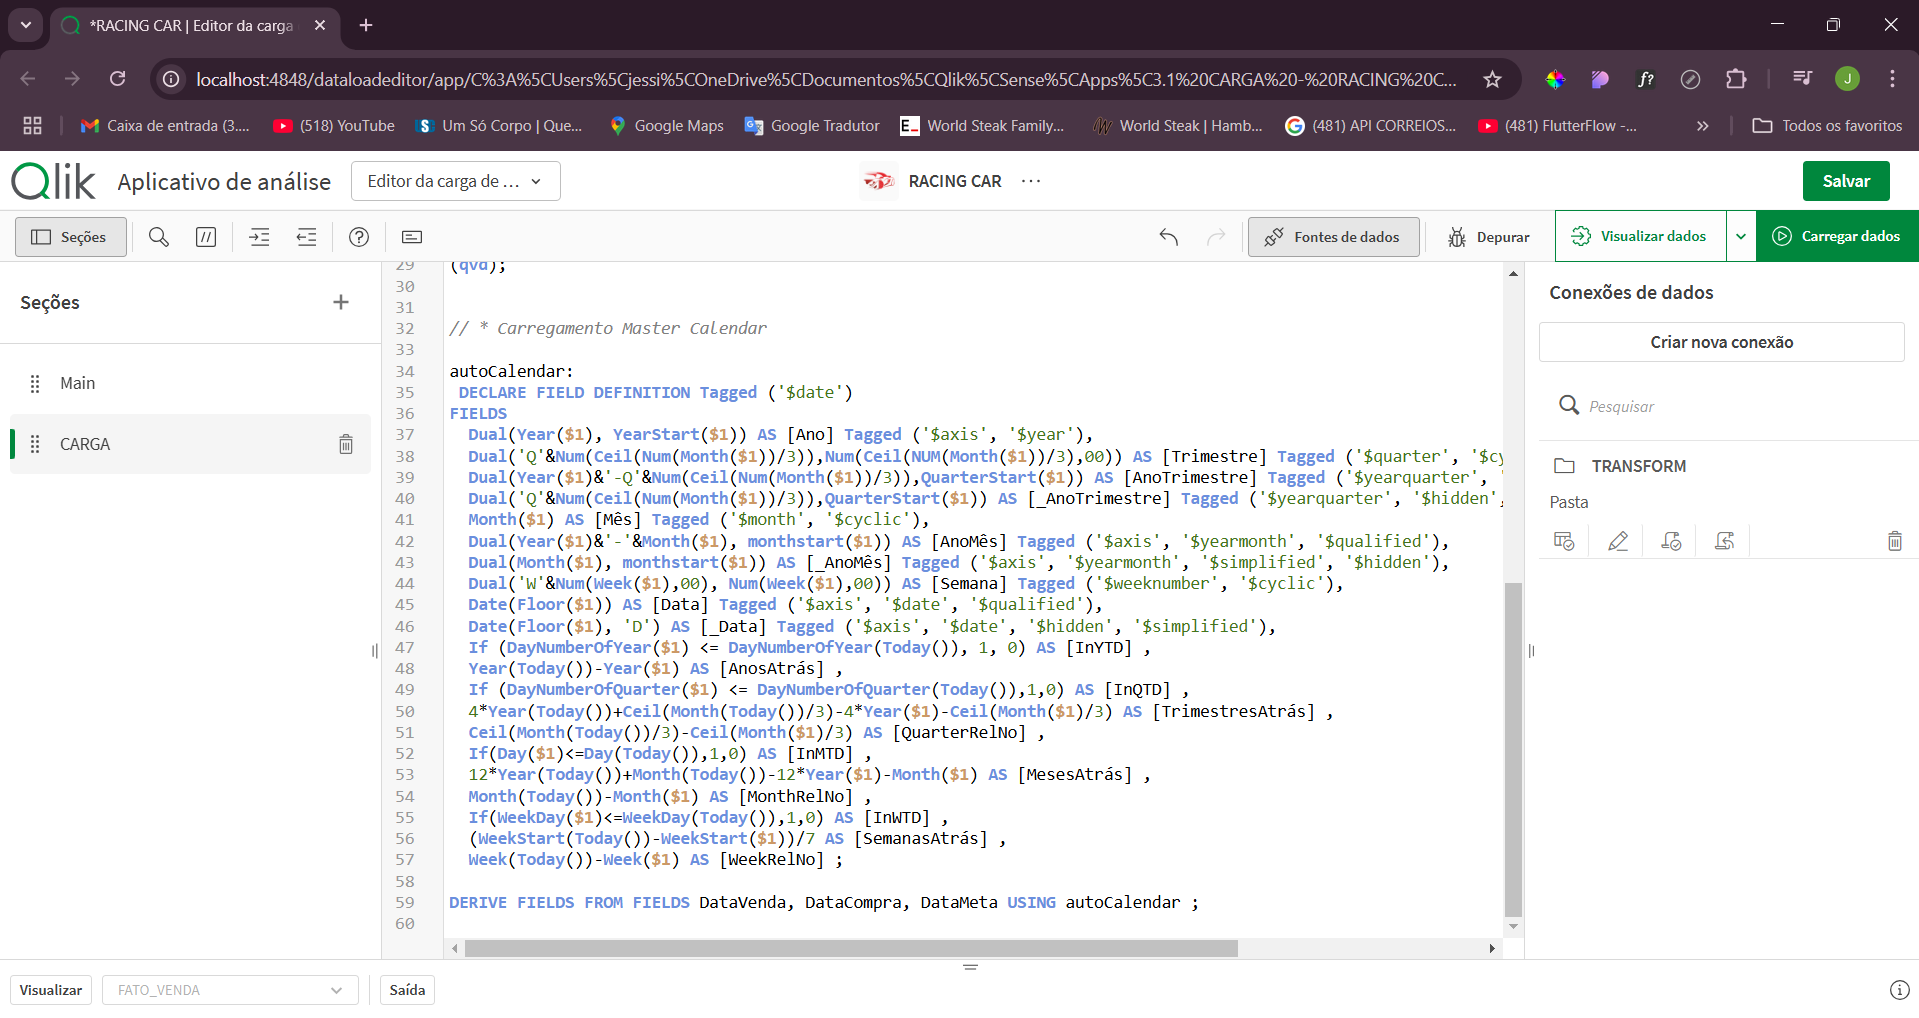 *RACING CAR | Editor da carga
localhost:4848/dataloadeditor/app/C%3A%5CUsers%5Cjessi%5COneDrive%5CDocumentos%5CQlik%5CSense%5CApps%5C3.1%20CARGA%20-%20RACING%20C...
f?
J
Caixa de entrada (3....
(518) YouTube
Um Só Corpo | Que...
Google Maps
Google Tradutor
World Steak Family...
World Steak | Hamb...
(481) API CORREIOS...
(481) FlutterFlow -...
Todos os favoritos
Qlik
Aplicativo de análise
Editor da carga de ...
RACING CAR
Salvar
Seções
Fontes de dados
Depurar
Visualizar dados
Carregar dados
Seções
Main
CARGA
29 (qvd);
30
31
32 // * Carregamento Master Calendar
33
34 autoCalendar:
35 DECLARE FIELD DEFINITION Tagged ('$date')
36 FIELDS
37 Dual(Year($1), YearStart($1)) AS [Ano] Tagged ('$axis', '$year'),
38 Dual('Q'&Num(Ceil(Num(Month($1))/3)),Num(Ceil(NUM(Month($1))/3),00)) AS [Trimestre] Tagged ('$quarter', '$cy
39 Dual(Year($1)&'-Q'&Num(Ceil(Num(Month($1))/3)),QuarterStart($1)) AS [AnoTrimestre] Tagged ('$yearquarter', '
40 Dual('Q'&Num(Ceil(Num(Month($1))/3)),QuarterStart($1)) AS [_AnoTrimestre] Tagged ('$yearquarter', '$hidden',
41 Month($1) AS [Mês] Tagged ('$month', '$cyclic'),
42 Dual(Year($1)&'-'&Month($1), monthstart($1)) AS [AnoMês] Tagged ('$axis', '$yearmonth', '$qualified'),
43 Dual(Month($1), monthstart($1)) AS [_AnoMês] Tagged ('$axis', '$yearmonth', '$simplified', '$hidden'),
44 Dual('W'&Num(Week($1),00), Num(Week($1),00)) AS [Semana] Tagged ('$weeknumber', '$cyclic'),
45 Date(Floor($1)) AS [Data] Tagged ('$axis', '$date', '$qualified'),
46 Date(Floor($1), 'D') AS [_Data] Tagged ('$axis', '$date', '$hidden', '$simplified'),
47 If (DayNumberOfYear($1) <= DayNumberOfYear(Today()), 1, 0) AS [InYTD] ,
48 Year(Today())-Year($1) AS [AnosAtrás] ,
49 If (DayNumberOfQuarter($1) <= DayNumberOfQuarter(Today()),1,0) AS [InQTD] ,
50 4*Year(Today())+Ceil(Month(Today())/3)-4*Year($1)-Ceil(Month($1)/3) AS [TrimestresAtrás] ,
51 Ceil(Month(Today())/3)-Ceil(Month($1)/3) AS [QuarterRelNo] ,
52 If(Day($1)<=Day(Today()),1,0) AS [InMTD] ,
53 12*Year(Today())+Month(Today())-12*Year($1)-Month($1) AS [MesesAtrás] ,
54 Month(Today())-Month($1) AS [MonthRelNo] ,
55 If(WeekDay($1)<=WeekDay(Today()),1,0) AS [InWTD] ,
56 (WeekStart(Today())-WeekStart($1))/7 AS [SemanasAtrás] ,
57 Week(Today())-Week($1) AS [WeekRelNo] ;
58
59 DERIVE FIELDS FROM FIELDS DataVenda, DataCompra, DataMeta USING autoCalendar ;
60
Conexões de dados
Criar nova conexão
Pesquisar
TRANSFORM
Pasta
Visualizar
FATO_VENDA
Saída